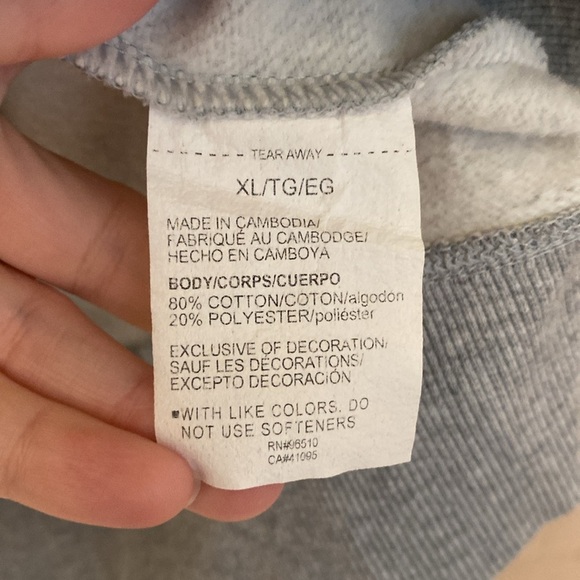 TEAR AWAY
XL/TG/EG
MADE IN CAMBODIA/
FABRIQUÉ AU CAMBODGE/
HECHO EN CAMBOYA
BODY/CORPS/CUERPO
80% COTTON/COTON/algodón
20% POLYESTER/poliéster
EXCLUSIVE OF DECORATION/
SAUF LES DÉCORATIONS/
EXCEPTO DECORACIÓN
■WITH LIKE COLORS. DO
NOT USE SOFTENERS
RN#96510
CA#41095